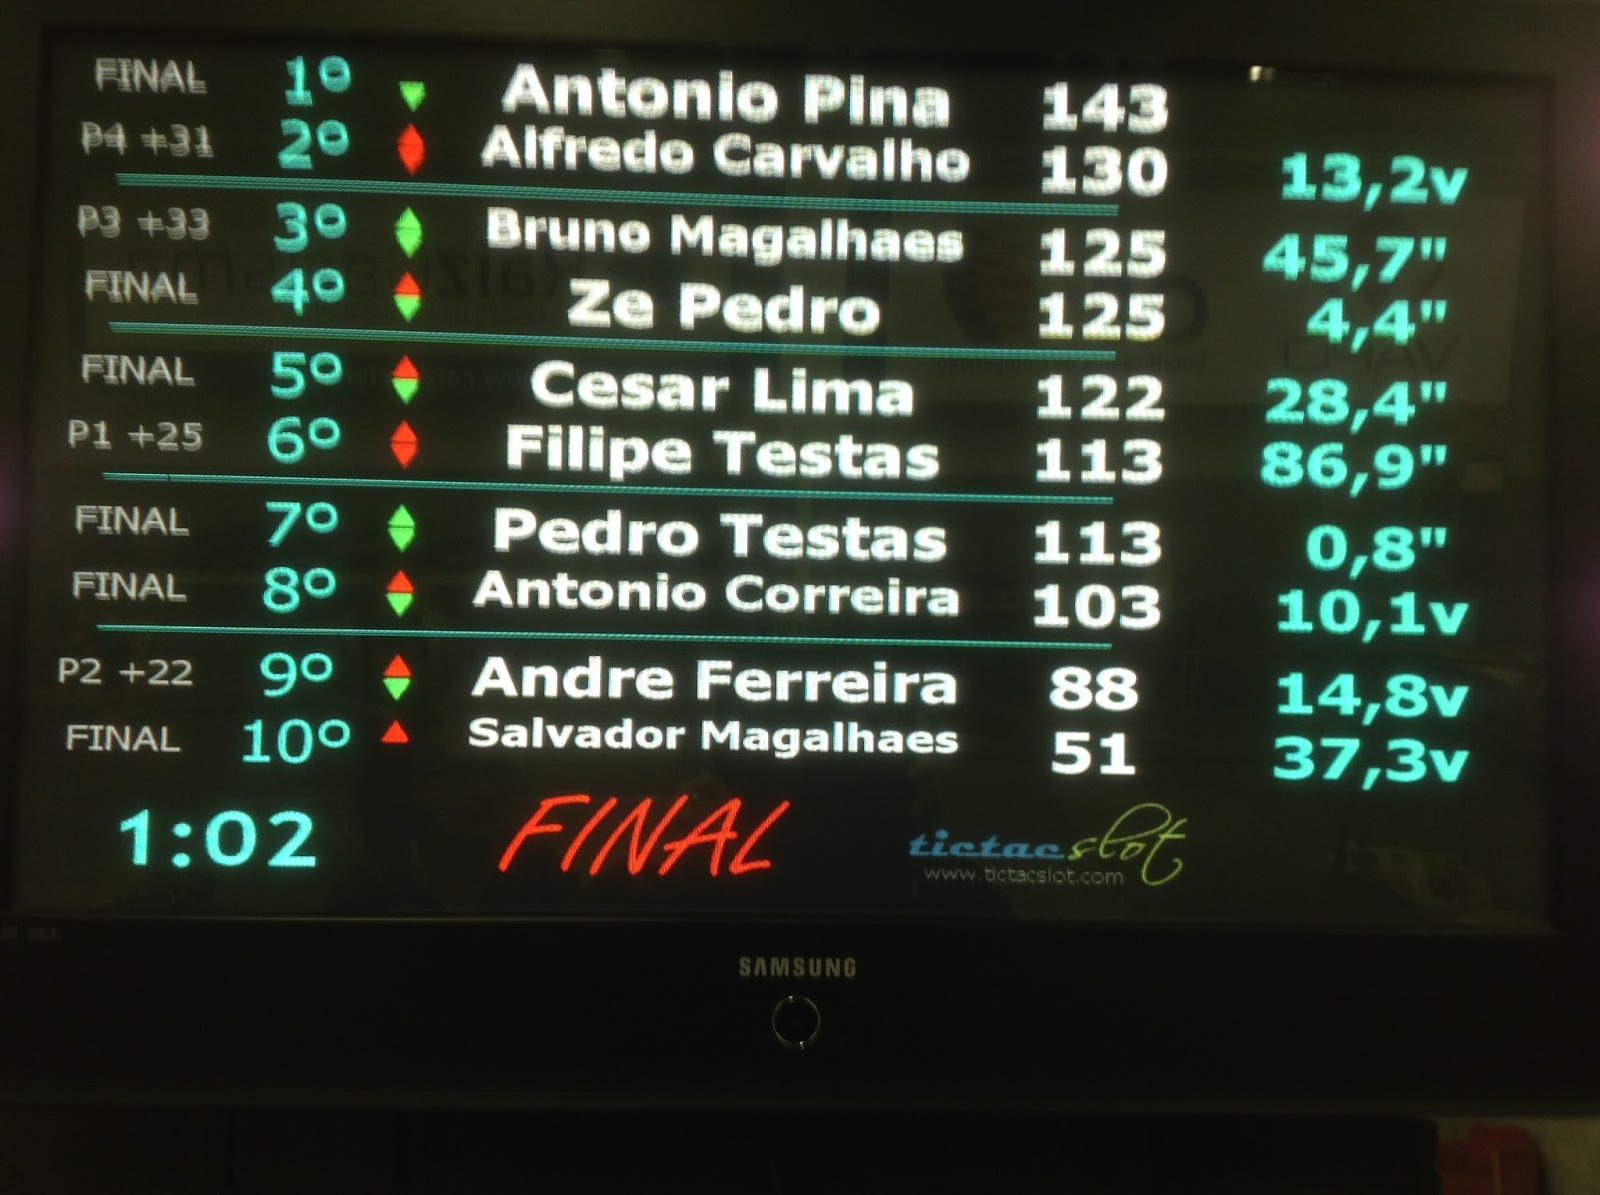 FINAL 1º Antonio Pina 143
P4 +31 2º Alfredo Carvalho 130 13,2v
P3 +33 3º Bruno Magalhaes 125 45,7"
FINAL 4º Ze Pedro 125 4,4"
FINAL 5º Cesar Lima 122 28,4"
P1 +25 6º Filipe Testas 113 86,9"
FINAL 7º Pedro Testas 113 0,8"
FINAL 8º Antonio Correira 103 10,1v
P2 +22 9º Andre Ferreira 88 14,8v
FINAL 10º Salvador Magalhaes 51 37,3v
1:02 FINAL tictacslot
www.tictacslot.com
SAMSUNG